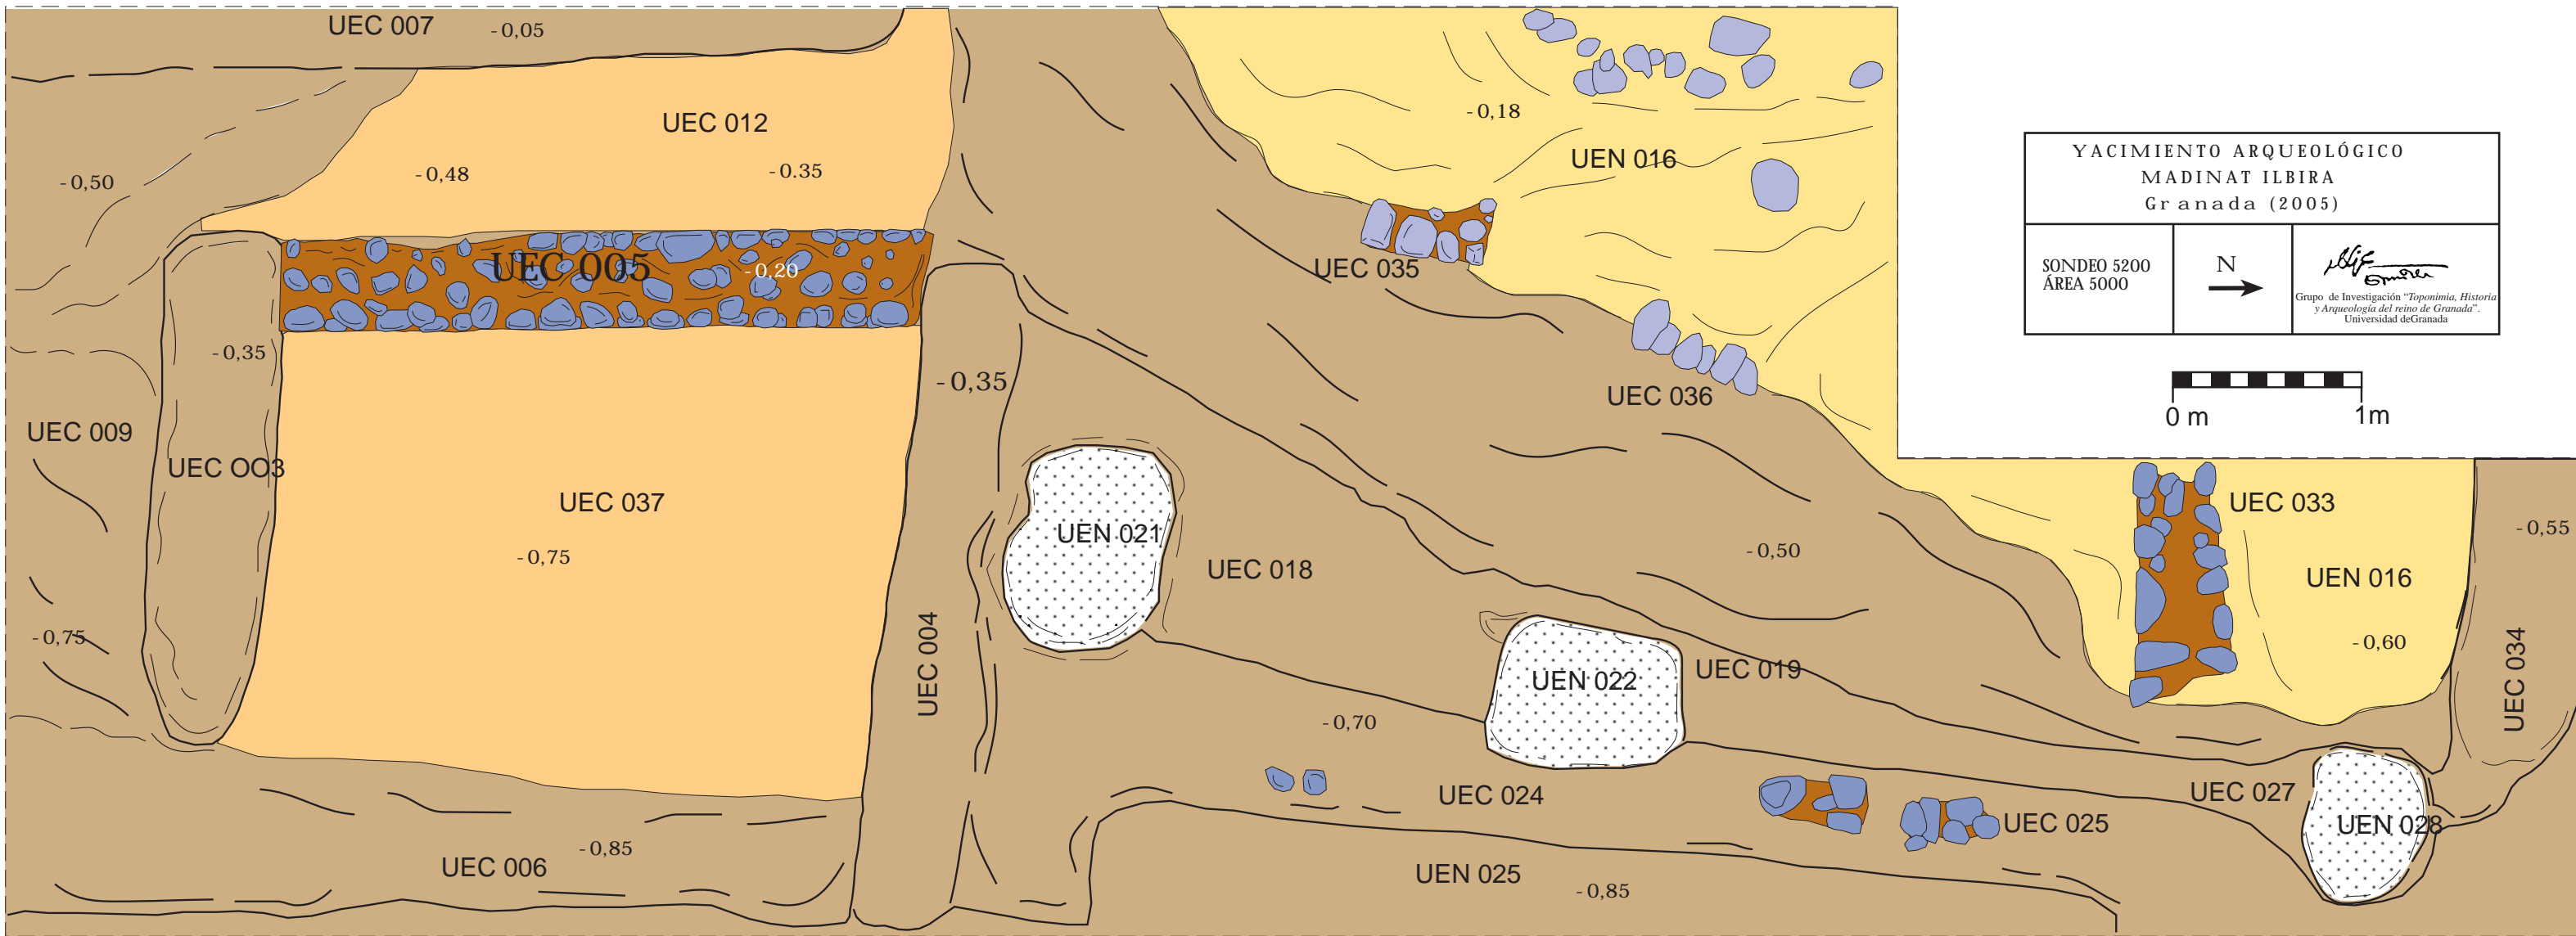 UEC 007
-0,05
UEC 012
-0,18
UEN 016
-0,50
-0,48
-0.35
YACIMIENTO ARQUEOLÓGICO
MADINAT ILBIRA
Granada (2005)
SONDEO 5200
ÁREA 5000
N
Grupo de Investigación "Toponimia, Historia
y Arqueología del reino de Granada".
Universidad deGranada
0 m
1m
UEC 005
-0,20
UEC 035
-0,35
-0,35
UEC 036
UEC 009
UEC OO3
UEC 037
-0,75
UEN 021
UEC 018
-0,50
UEC 033
-0,55
UEN 016
-0,60
-0,75
UEC 004
UEN 022
UEC 019
UEC 034
-0,70
UEC 024
UEC 027
UEC 025
UEN 028
-0,85
UEC 006
UEN 025
-0,85